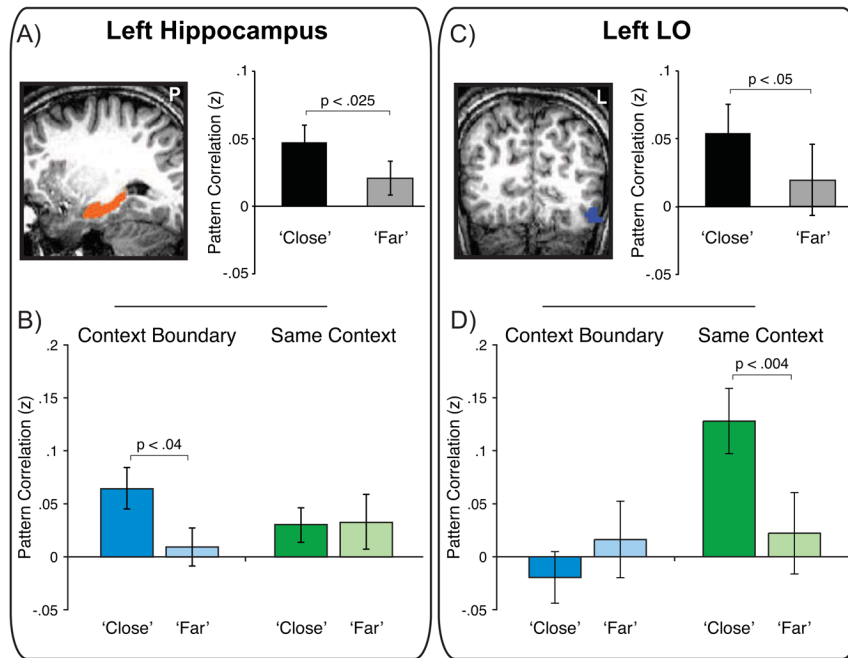 A) Left Hippocampus
P
Pattern Correlation (z)
.1
.05
0
-.05
p < .025
'Close' 'Far'
B)
Context Boundary Same Context
Pattern Correlation (z)
.2
.15
.1
.05
0
-.05
p < .04
'Close' 'Far' 'Close' 'Far'
C) Left LO
L
Pattern Correlation (z)
.1
.05
0
-.05
p < .05
'Close' 'Far'
D)
Context Boundary Same Context
Pattern Correlation (z)
.2
.15
.1
.05
0
-.05
p < .004
'Close' 'Far' 'Close' 'Far'